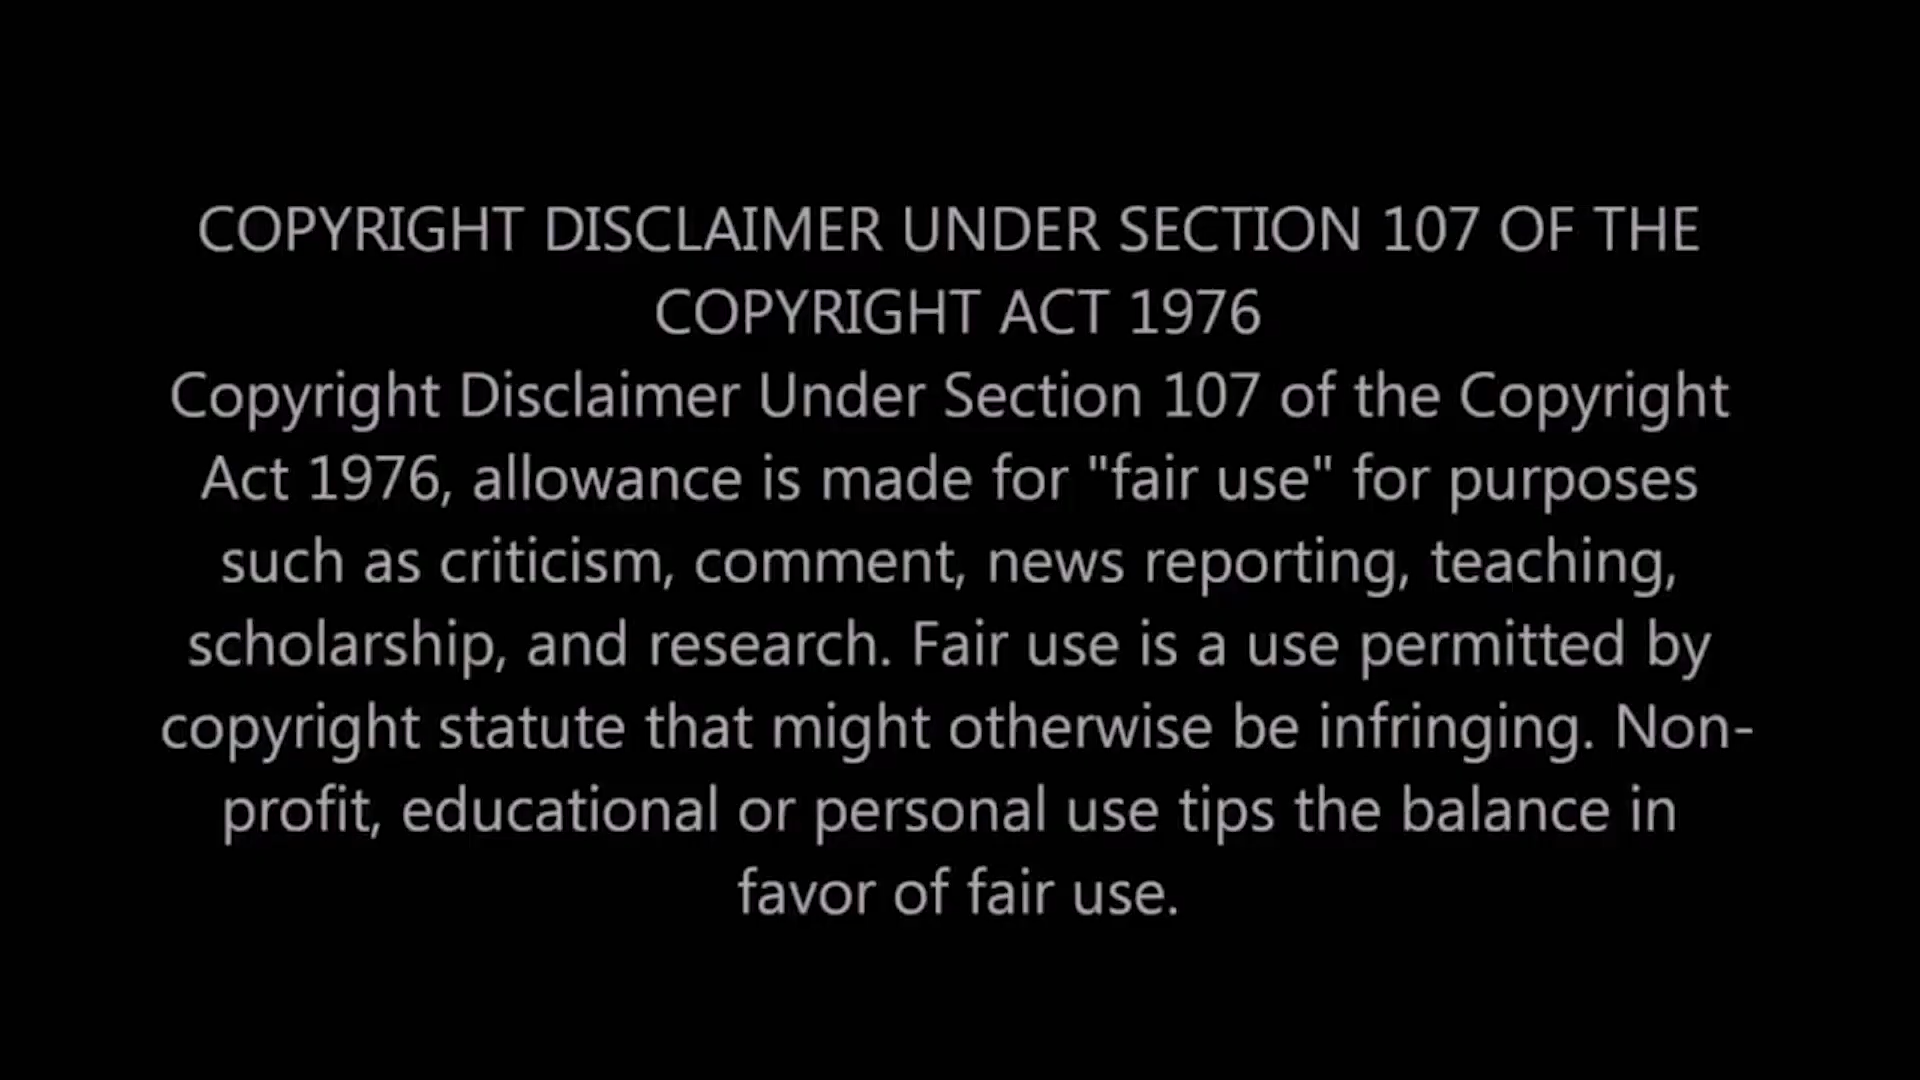 COPYRIGHT DISCLAIMER UNDER SECTION 107 OF THE
COPYRIGHT ACT 1976
Copyright Disclaimer Under Section 107 of the Copyright
Act 1976, allowance is made for "fair use" for purposes
such as criticism, comment, news reporting, teaching,
scholarship, and research. Fair use is a use permitted by
copyright statute that might otherwise be infringing. Non-
profit, educational or personal use tips the balance in
favor of fair use.